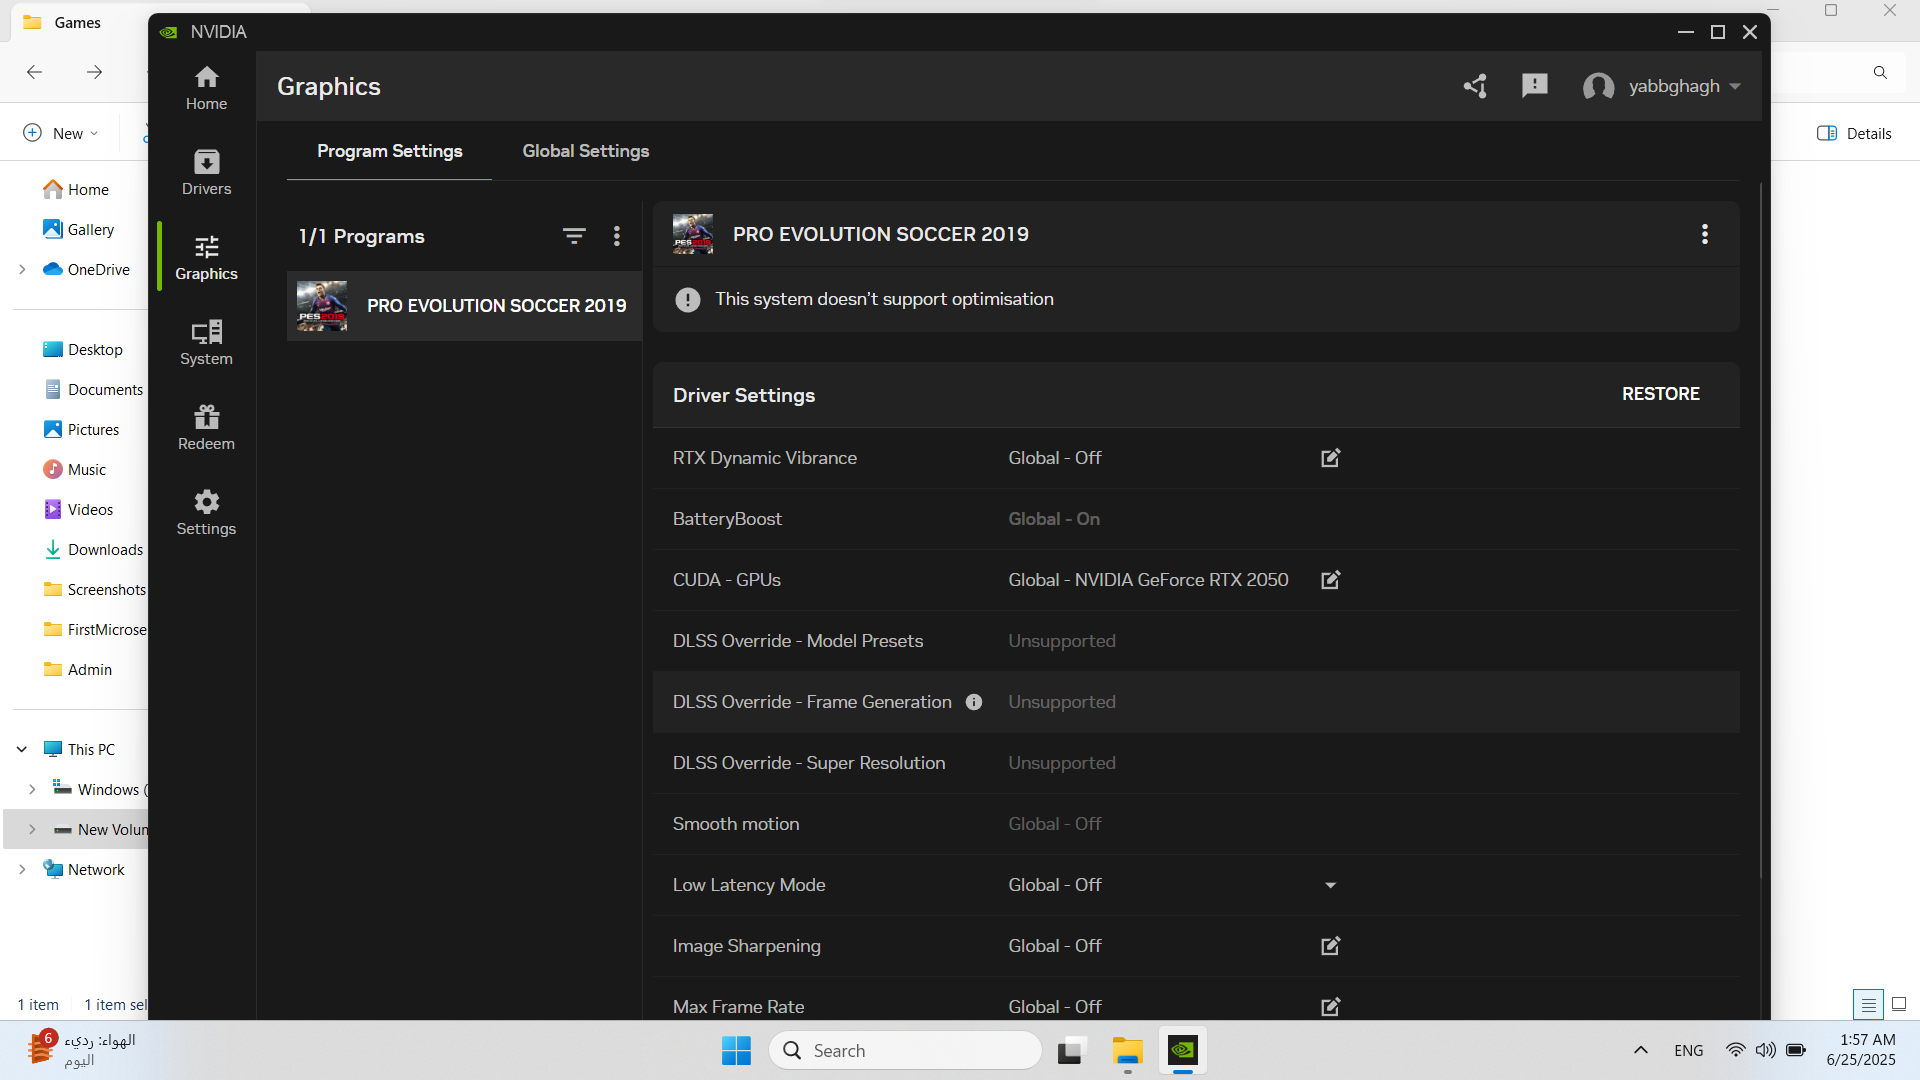 Games
New
Details
Home
Gallery
OneDrive
Desktop
Documents
Pictures
Music
Videos
Downloads
Screenshots
FirstMicrose
Admin
This PC
Windows (
New Volum
Network
1 item
1 item sel
NVIDIA
Home
Drivers
Graphics
System
Redeem
Settings
Graphics
yabbghagh
Program Settings
Global Settings
1/1 Programs
PES 2019
PRO EVOLUTION SOCCER 2019
PES 2019
PRO EVOLUTION SOCCER 2019
This system doesn't support optimisation
Driver Settings
RESTORE
RTX Dynamic Vibrance Global - Off
BatteryBoost Global - On
CUDA - GPUs Global - NVIDIA GeForce RTX 2050
DLSS Override - Model Presets Unsupported
DLSS Override - Frame Generation Unsupported
DLSS Override - Super Resolution Unsupported
Smooth motion Global - Off
Low Latency Mode Global - Off
Image Sharpening Global - Off
Max Frame Rate Global - Off
6
الهواء: رديء
اليوم
Search
ENG
1:57 AM
6/25/2025